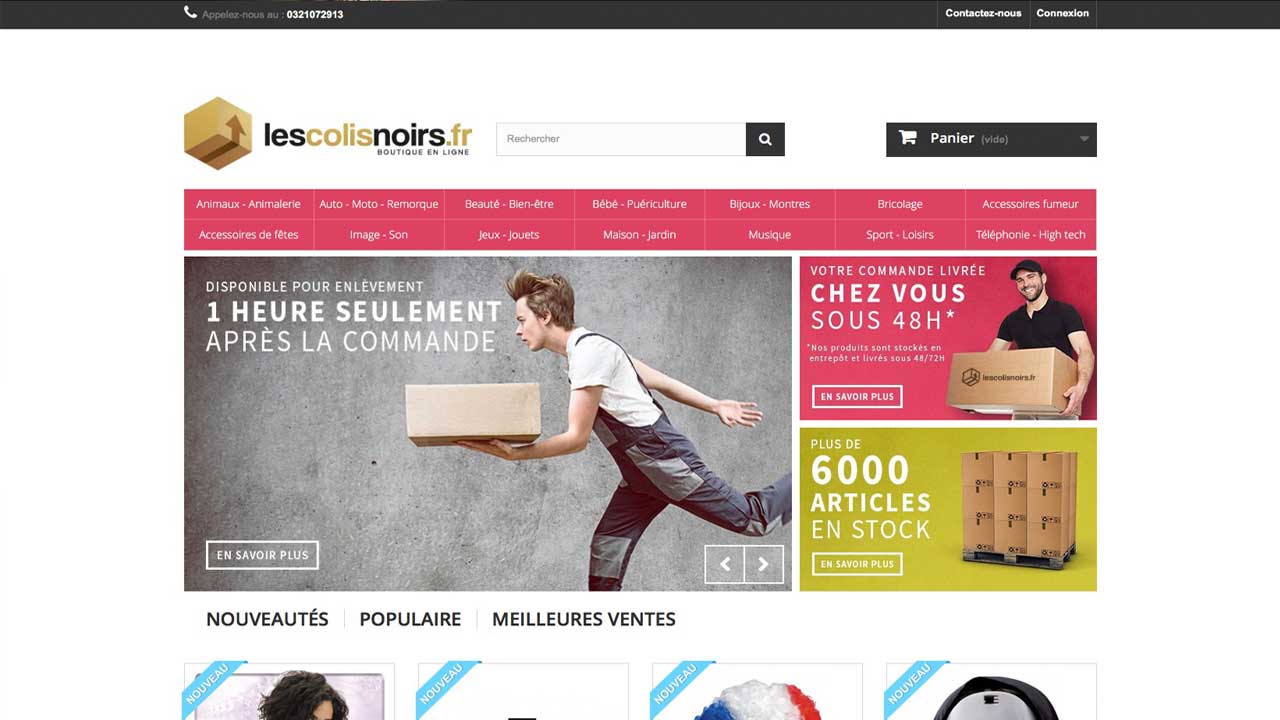 Appelez-nous au : 0321072913
Contactez-nous
Connexion
lescolisnoirs.fr
BOUTIQUE EN LIGNE
Rechercher
Panier (vide)
Animaux - Animalerie
Auto - Moto - Remorque
Beauté - Bien-être
Bébé - Puériculture
Bijoux - Montres
Bricolage
Accessoires fumeur
Accessoires de fêtes
Image - Son
Jeux - Jouets
Maison - Jardin
Musique
Sport - Loisirs
Téléphonie - High tech
DISPONIBLE POUR ENLÈVEMENT
1 HEURE SEULEMENT
APRÈS LA COMMANDE
EN SAVOIR PLUS
VOTRE COMMANDE LIVRÉE
CHEZ VOUS
SOUS 48H*
*Nos produits sont stockès en
entrepôt et livrés sous 48/72H
EN SAVOIR PLUS
lescolisnoirs.fr
PLUS DE
6000
ARTICLES
EN STOCK
EN SAVOIR PLUS
NOUVEAUTÉS
POPULAIRE
MEILLEURES VENTES
NOUVEAU
NOUVEAU
NOUVEAU
NOUVEAU